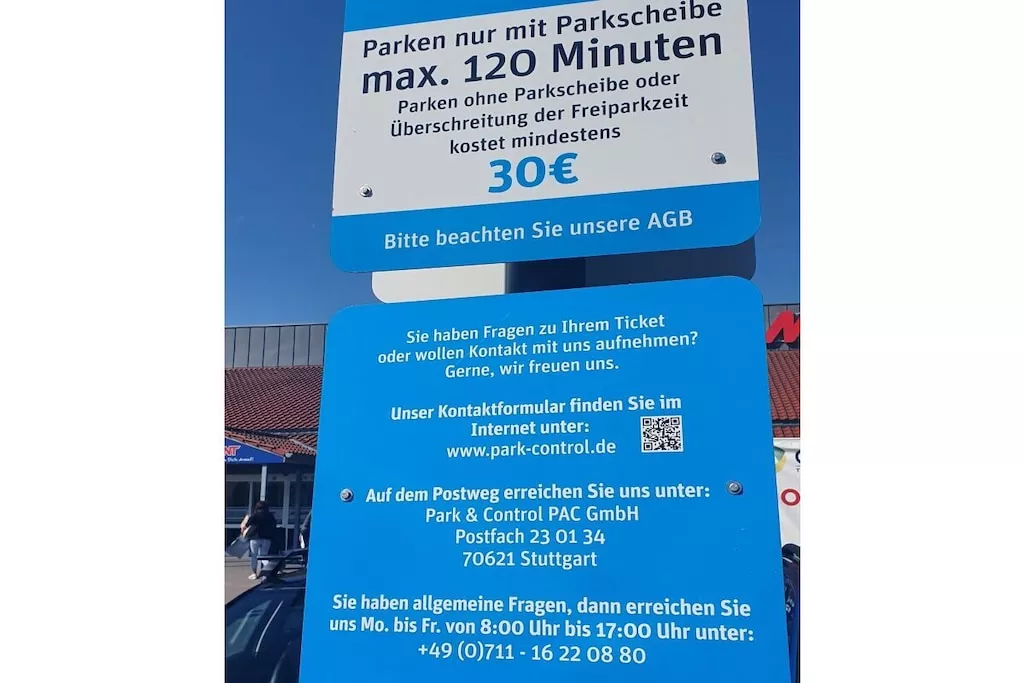 Parken nur mit Parkscheibe
max. 120 Minuten
Parken ohne Parkscheibe oder
Überschreitung der Freiparkzeit
kostet mindestens
30€
Bitte beachten Sie unsere AGB
Sie haben Fragen zu Ihrem Ticket
oder wollen Kontakt mit uns aufnehmen?
Gerne, wir freuen uns.
Unser Kontaktformular finden Sie im
Internet unter:
www.park-control.de
Auf dem Postweg erreichen Sie uns unter:
Park & Control PAC GmbH
Postfach 23 01 34
70621 Stuttgart
Sie haben allgemeine Fragen, dann erreichen Sie
uns Mo. bis Fr. von 8:00 Uhr bis 17:00 Uhr unter:
+49 (0)711 - 16 22 08 80